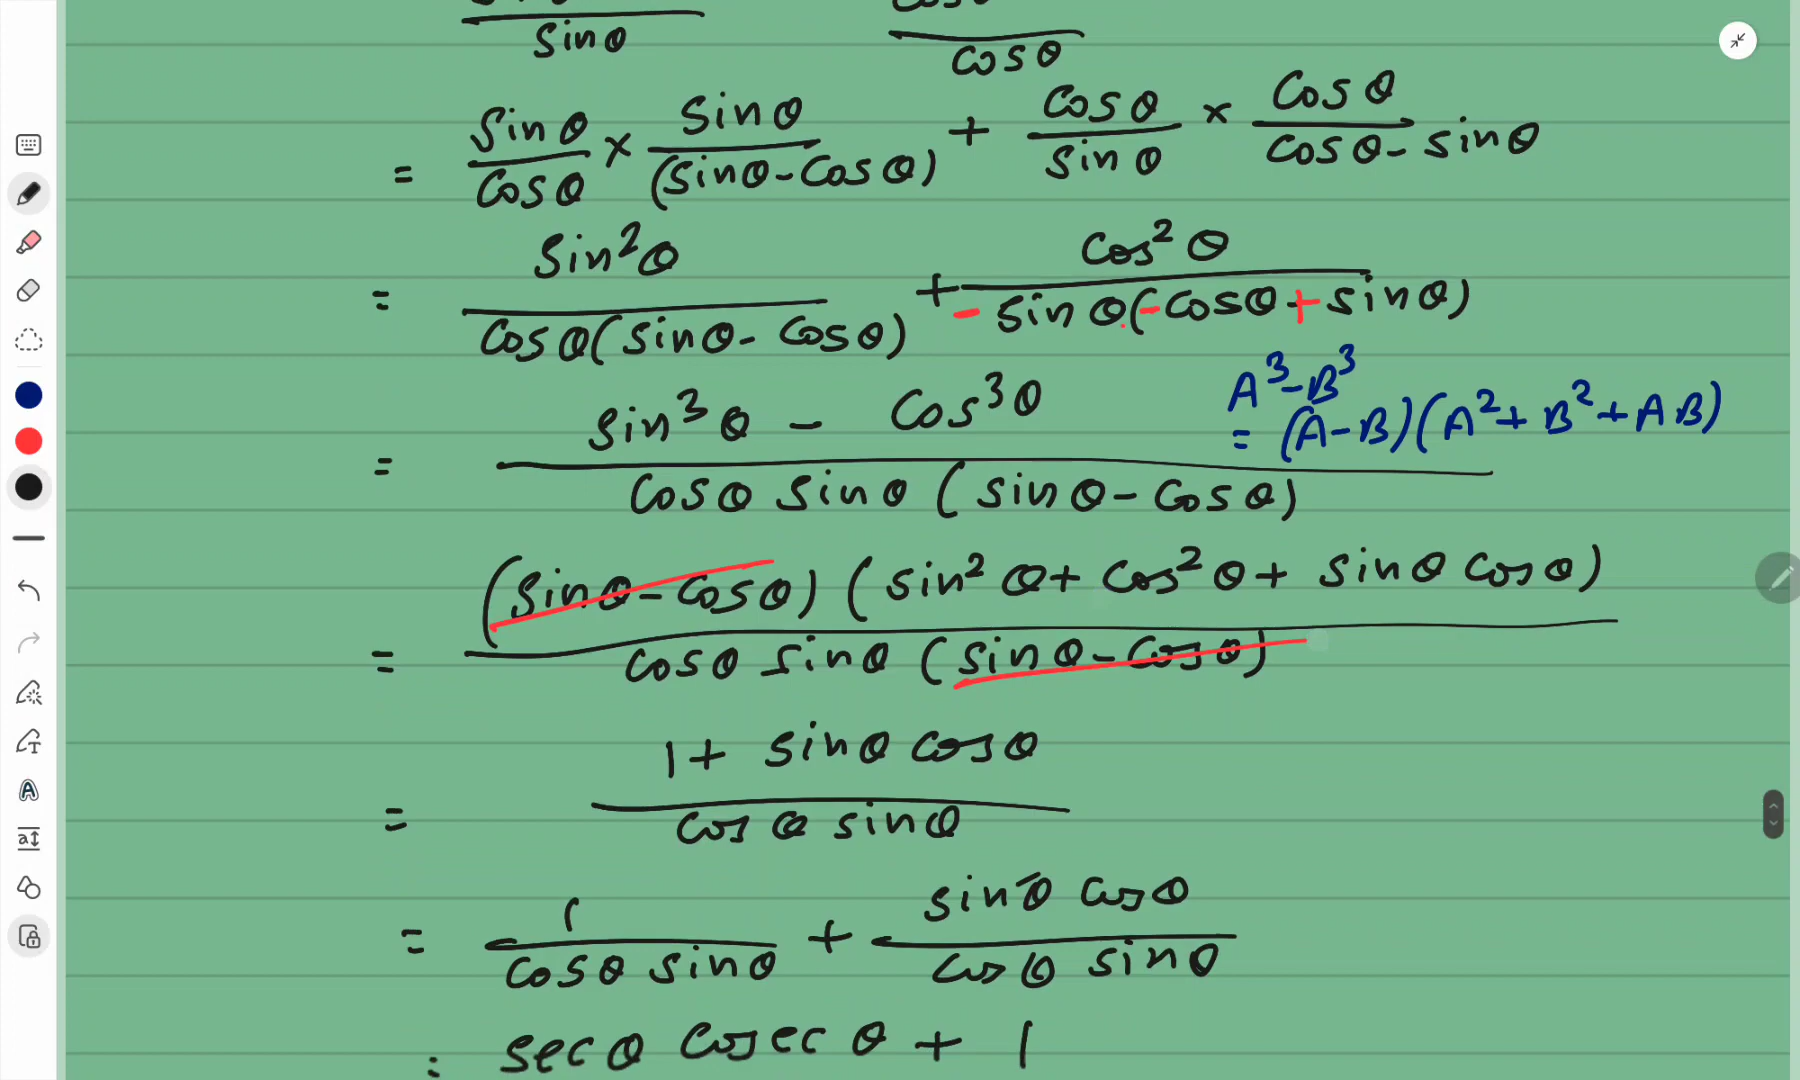 sinθ cosθ
= sinθ/cosθ × sinθ/(sinθ-cosθ) + cosθ/sinθ × cosθ/cosθ-sinθ
= sin²θ/cosθ(sinθ-cosθ) + cos²θ/-sinθ(-cosθ+sinθ)
A³-B³
= (A-B)(A²+B²+AB)
= sin³θ - cos³θ/cosθ sinθ (sinθ-cosθ)
= (sinθ-cosθ)(sin²θ+cos²θ+sinθ cosθ)/cosθ sinθ (sinθ-cosθ)
= 1+ sinθ cosθ/cosθ sinθ
= 1/cosθ sinθ + sinθ cosθ/cosθ sinθ
: secθ cosecθ + 1